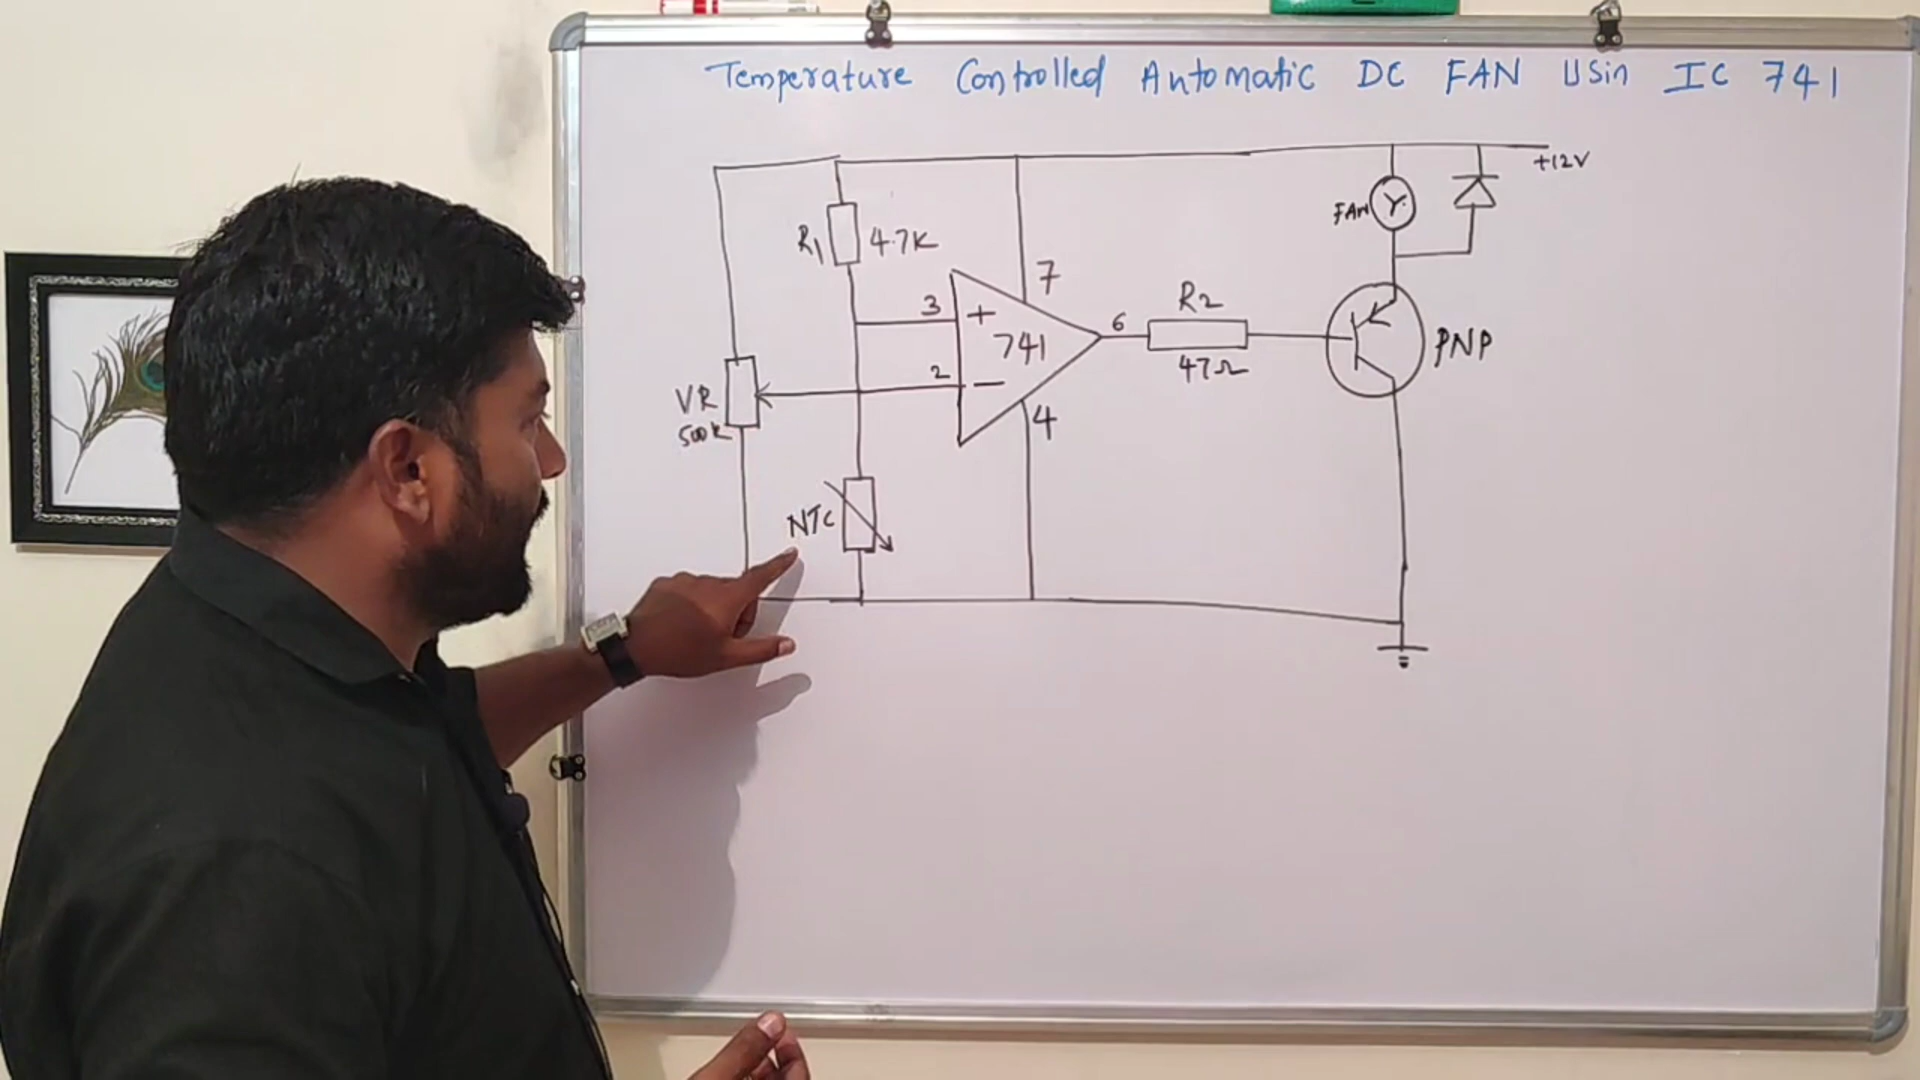 Temperature Controlled Automatic DC FAN Usin IC 741
+12V
FAN
R1 4.7K
7
3
+
R2
6
741
PNP
47Ω
2
−
VR
500K
4
NTC